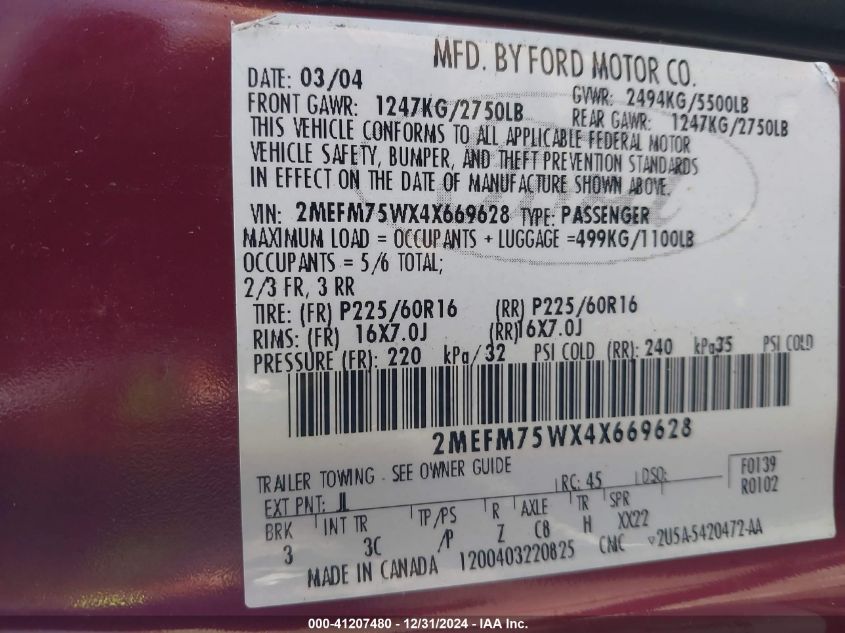 MFD. BY FORD MOTOR CO.
DATE: 03/04 GVWR: 2494KG/5500LB
FRONT GAWR: 1247KG/2750LB REAR GAWR: 1247KG/2750LB
THIS VEHICLE CONFORMS TO ALL APPLICABLE FEDERAL MOTOR
VEHICLE SAFETY, BUMPER, AND THEFT PREVENTION STANDARDS
IN EFFECT ON THE DATE OF MANUFACTURE SHOWN ABOVE.
VIN: 2MEFM75WX4X669628 TYPE: PASSENGER
MAXIMUM LOAD = OCCUPANTS + LUGGAGE =499KG/1100LB
OCCUPANTS = 5/6 TOTAL;
2/3 FR, 3 RR
TIRE: (FR) P225/60R16 (RR) P225/60R16
RIMS: (FR) 16X7.0J (RR)16X7.0J
PRESSURE (FR): 220 kPa/32 PSI COLD (RR): 240 kPa35 PSI COLD
2MEFM75WX4X669628
TRAILER TOWING - SEE OWNER GUIDE
EXT PNT: RC: 45 DSO: F0139
R0102
BRK INT TR TP/PS R AXLE TR SPR
3 3C /P Z C8 H XX22
MADE IN CANADA 1200403220825 CMC 2U5A-5420472-AA
000-41207480 - 12/31/2024 - IAA Inc.